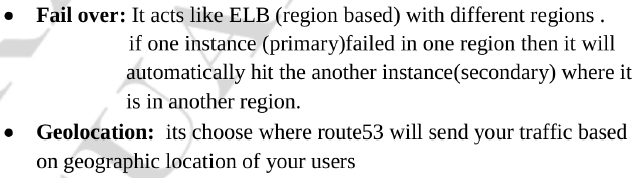 ● Fail over: It acts like ELB (region based) with different regions .
if one instance (primary)failed in one region then it will
automatically hit the another instance(secondary) where it
is in another region.
● Geolocation: its choose where route53 will send your traffic based
on geographic location of your users